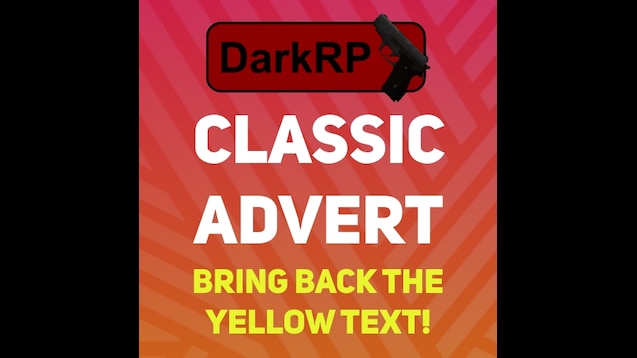 DarkRP
CLASSIC
ADVERT
BRING BACK THE
YELLOW TEXT!